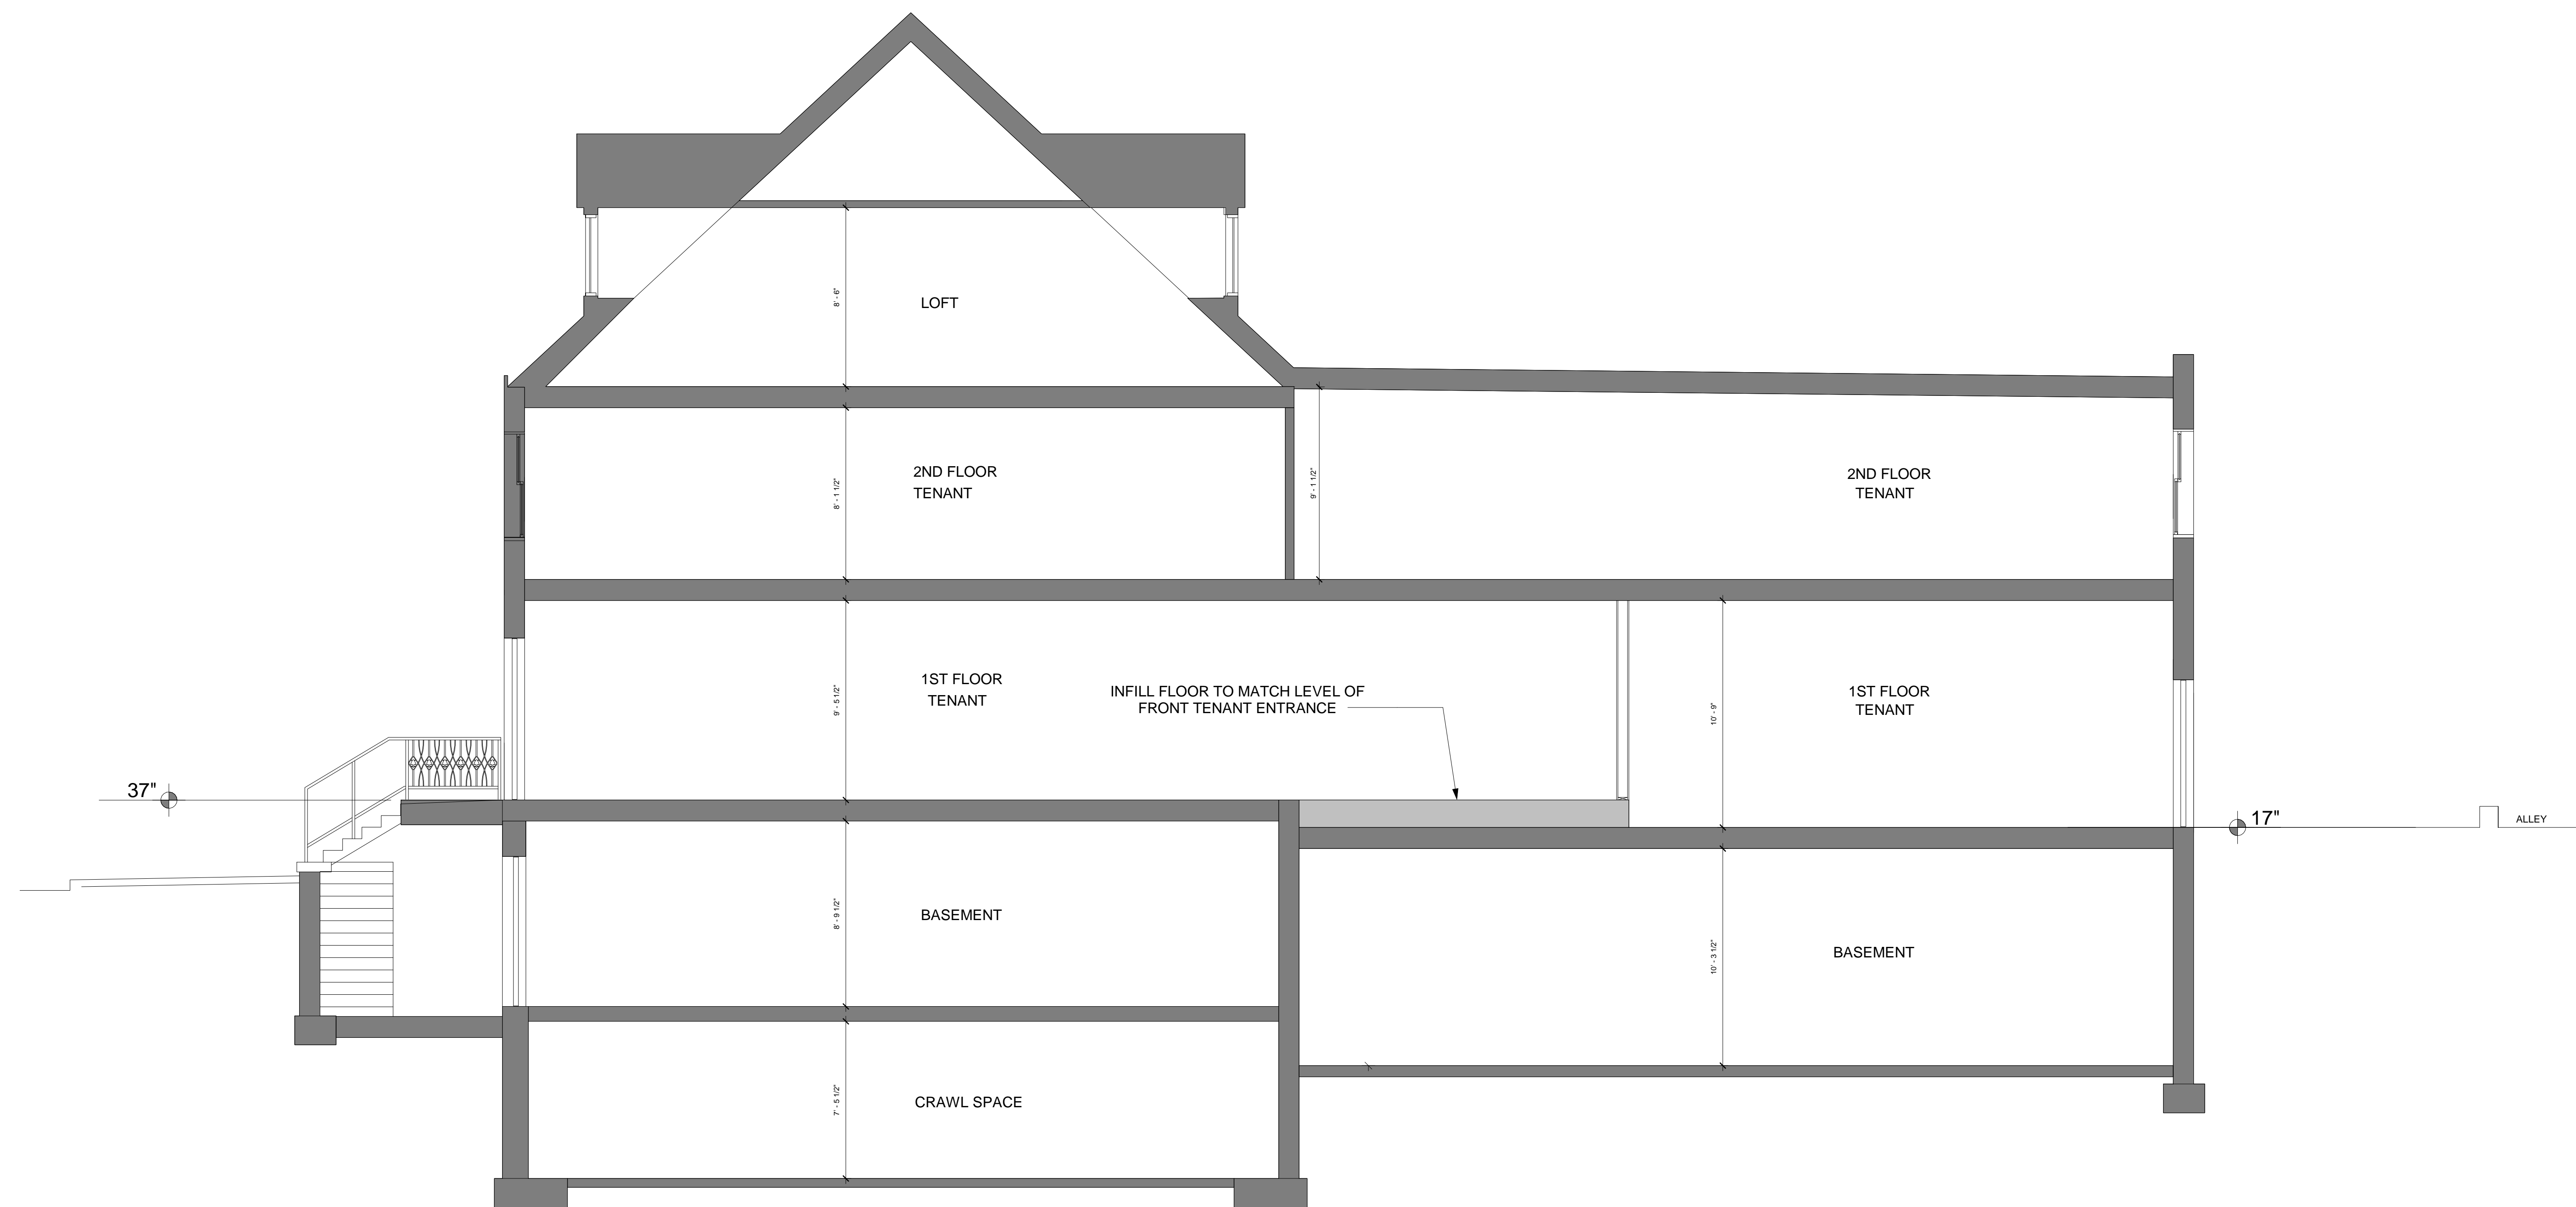 8' - 6"
LOFT
2ND FLOOR
TENANT
8' - 1 1/2"
9' - 1 1/2"
2ND FLOOR
TENANT
1ST FLOOR
TENANT
9' - 5 1/2"
INFILL FLOOR TO MATCH LEVEL OF
FRONT TENANT ENTRANCE
10' - 9"
1ST FLOOR
TENANT
37"
17"
ALLEY
8' - 9 1/2"
BASEMENT
10' - 3 1/2"
BASEMENT
7' - 5 1/2"
CRAWL SPACE